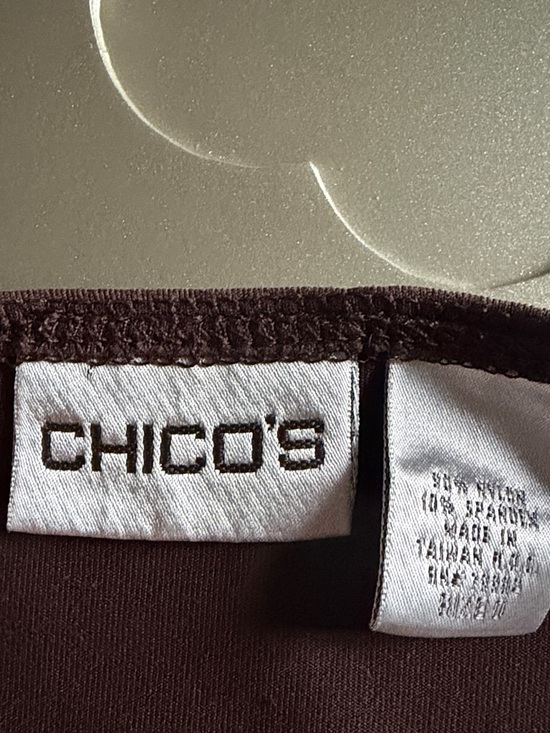 CHICO'S
90% NYLON
10% SPANDEX
MADE IN
TAIWAN R.O.C.